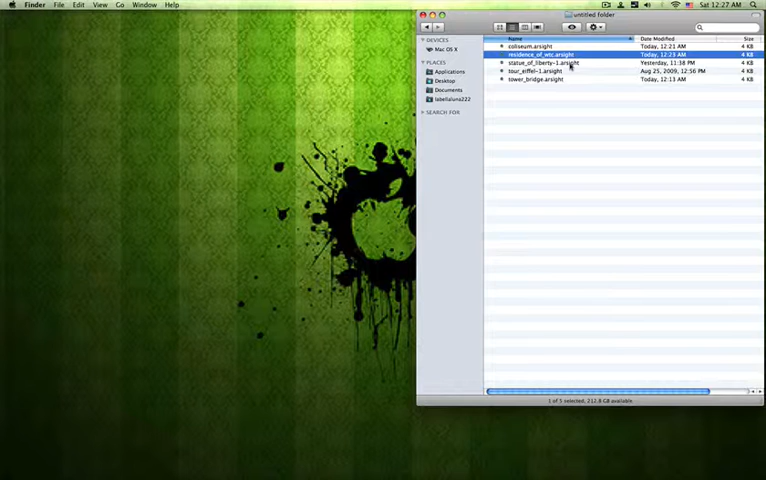 Finder File Edit View Go Window Help
Sat 12:27 AM
untitled folder
DEVICES
Mac OS X
PLACES
Applications
Desktop
Documents
labellaluna222
SEARCH FOR
Name Date Modified Size
coliseum.arsight Today, 12:21 AM 4 KB
residence_of_wtc.arsight Today, 12:23 AM 4 KB
statue_of_liberty-1.arsight Yesterday, 11:38 PM 4 KB
tour_eiffel-1.arsight Aug 25, 2009, 12:56 PM 4 KB
tower_bridge.arsight Today, 12:13 AM 4 KB
1 of 5 selected, 212.8 GB available